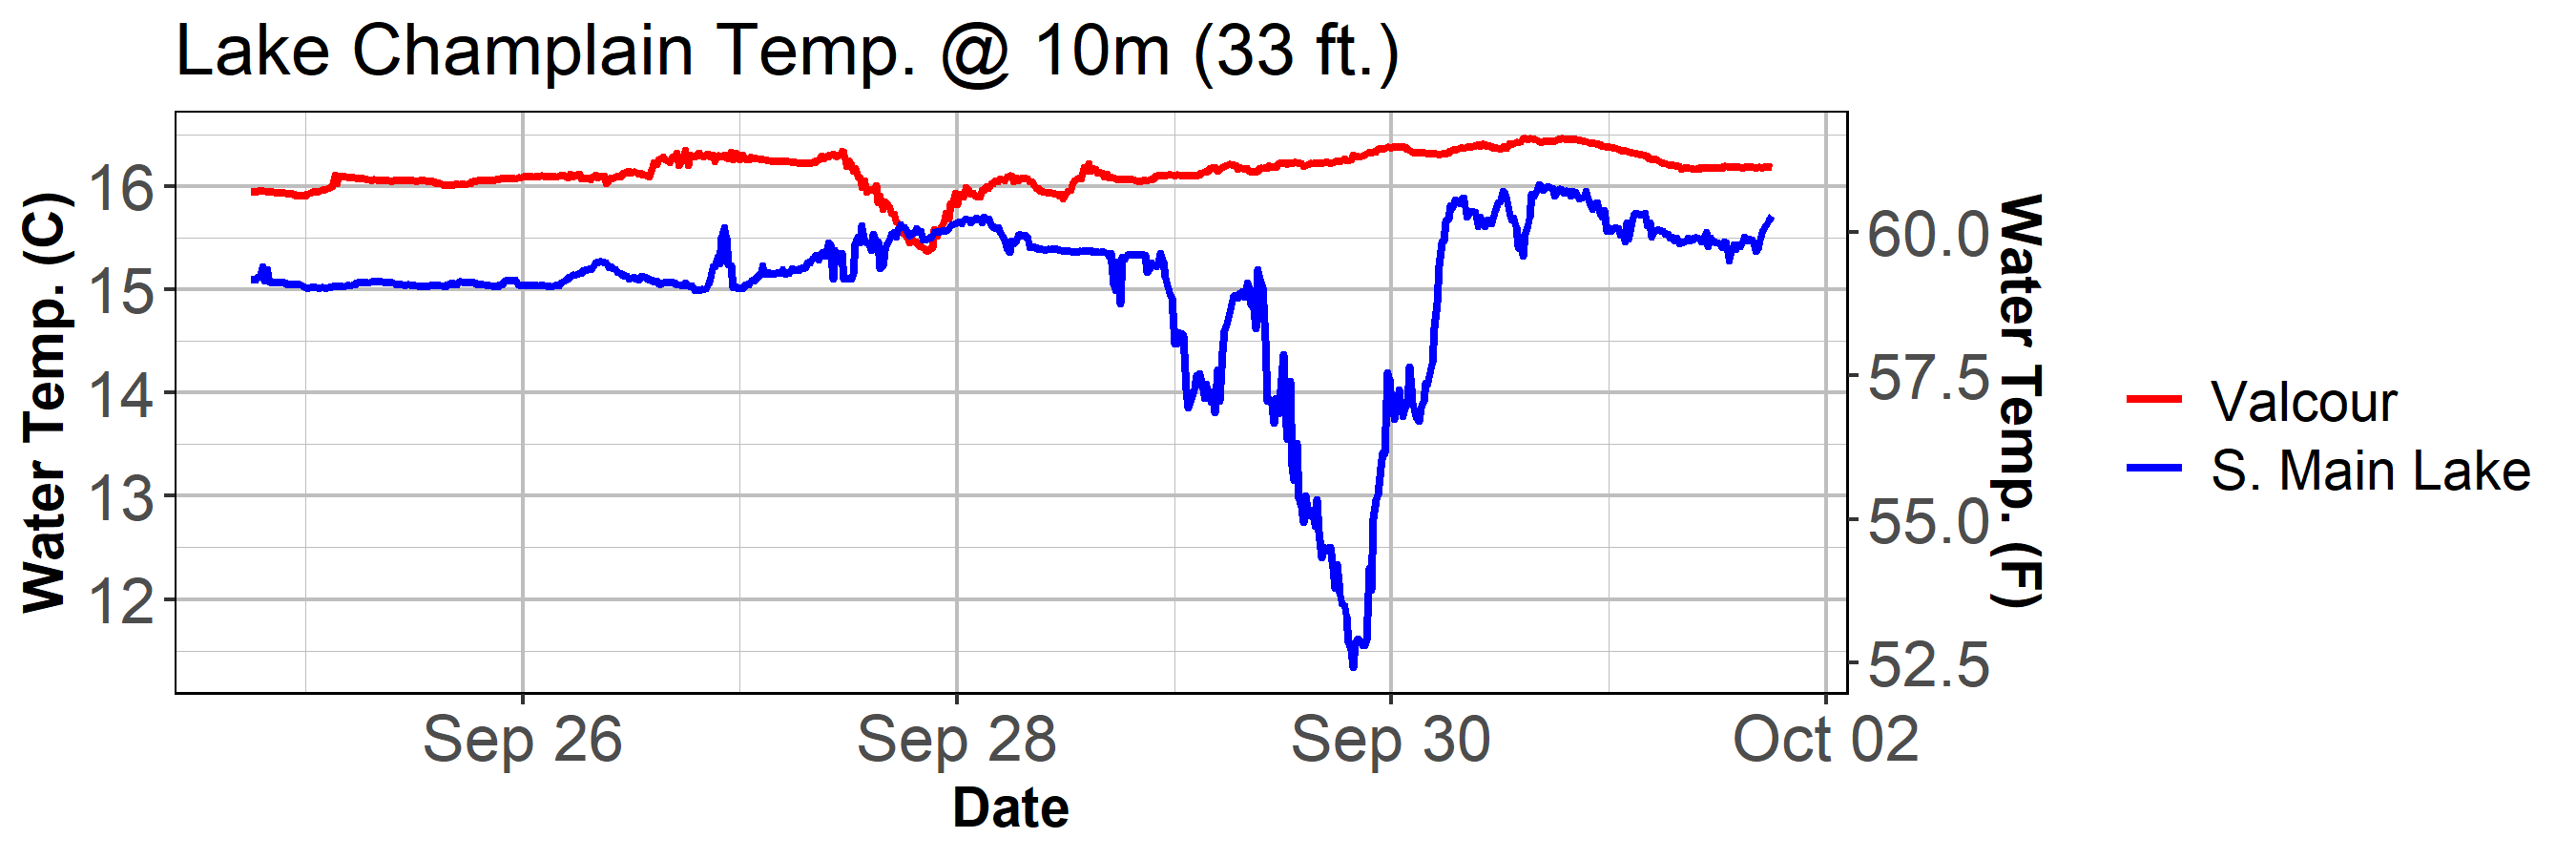 Lake Champlain Temp. @ 10m (33 ft.)
Water Temp. (C)
16
15
14
13
12
60.0
57.5
55.0
52.5
Water Temp. (F)
Sep 26
Sep 28
Sep 30
Oct 02
Date
Valcour
S. Main Lake